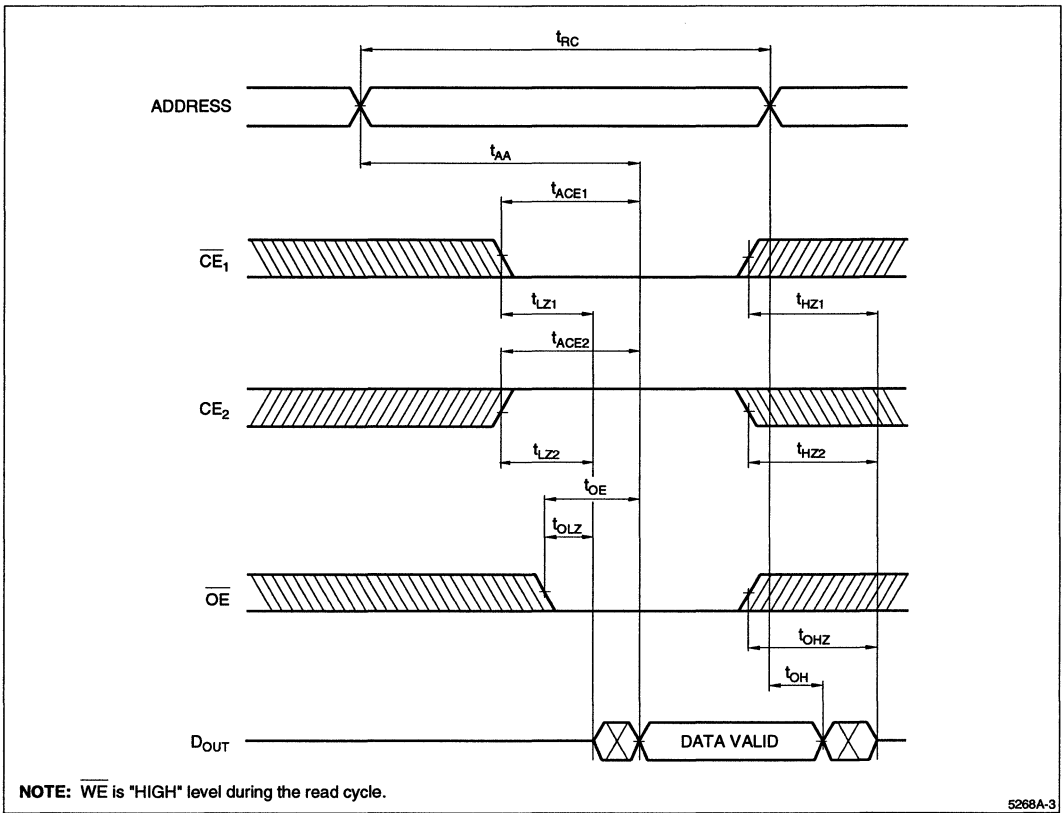 tRC
ADDRESS
tAA
tACE1
CE1
tLZ1
tHZ1
tACE2
CE2
tLZ2
tHZ2
tOE
tOLZ
OE
tOHZ
tOH
DOUT
DATA VALID
NOTE: WE is "HIGH" level during the read cycle.
5268A-3